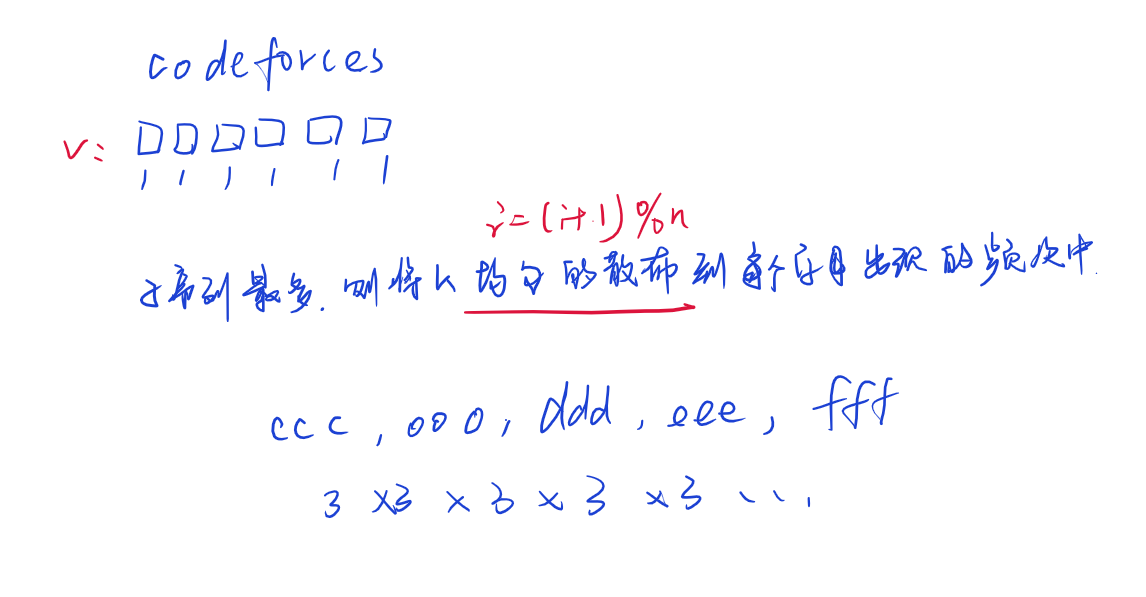 codeforces
v:
1 1 1 1 1 1
i=(i+1)%n
子序列最多.则将k均匀的散布到每个字母出现的频次中.
ccc,ooo,ddd,eee,fff
3×3×3×3×3...